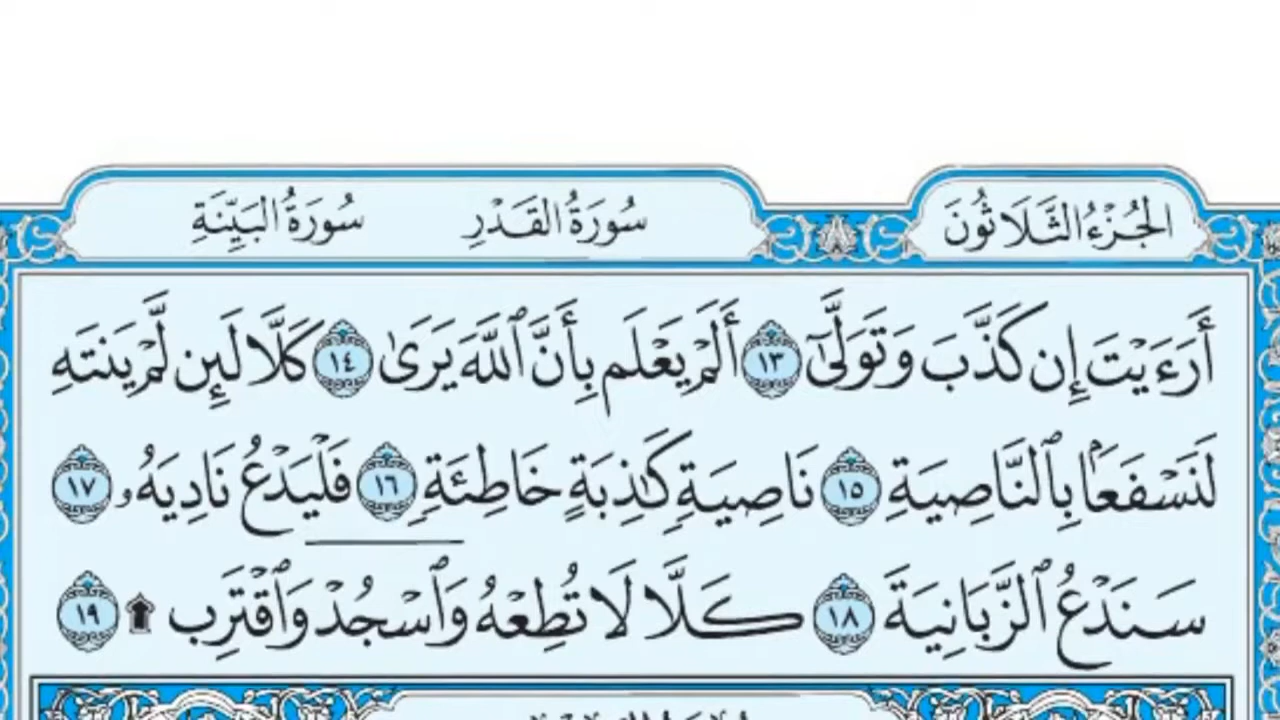 الجُزْءُ الثَّلَاثُونَ سُورَةُ القَدْرِ سُورَةُ البَيِّنَةِ
أَرَءَيْتَ إِن كَذَّبَ وَتَوَلَّىٰٓ ١٣ أَلَمْ يَعْلَم بِأَنَّ ٱللَّهَ يَرَىٰ ١٤ كَلَّا لَئِن لَّمْ يَنتَهِ
لَنَسْفَعَۢا بِٱلنَّاصِيَةِ ١٥ نَاصِيَةٍ كَٰذِبَةٍ خَاطِئَةٍ ١٦ فَلْيَدْعُ نَادِيَهُۥ ١٧
سَنَدْعُ ٱلزَّبَانِيَةَ ١٨ كَلَّا لَا تُطِعْهُ وَٱسْجُدْ وَٱقْتَرِب ۩ ١٩